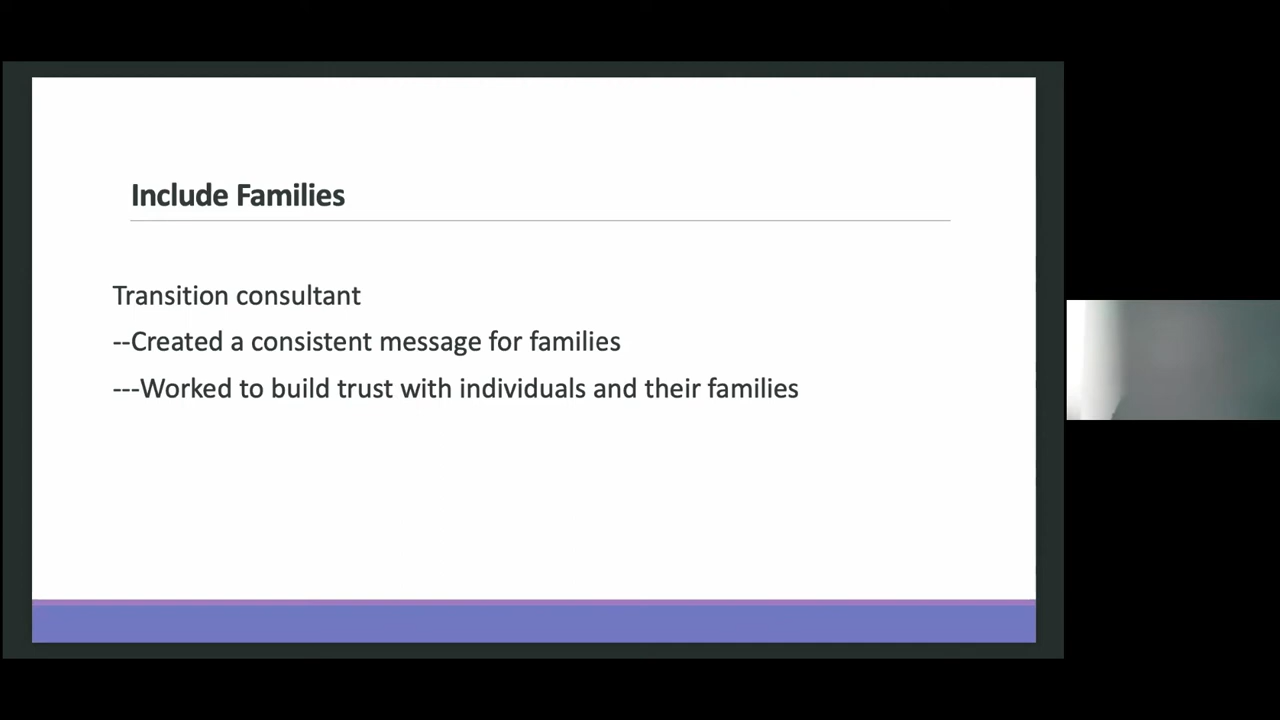 Include Families
Transition consultant
--Created a consistent message for families
---Worked to build trust with individuals and their families